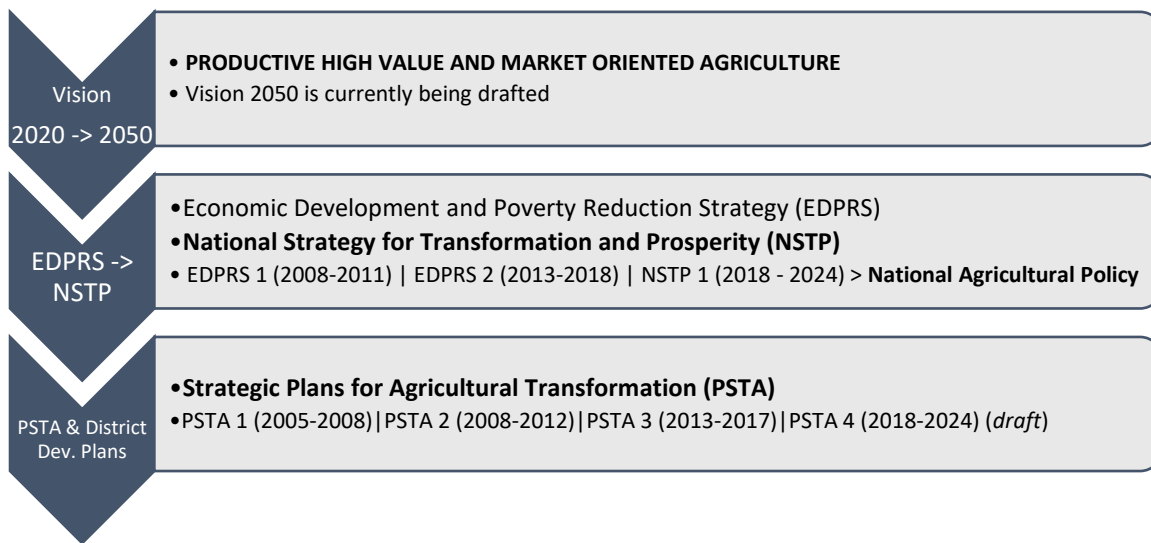 Vision
2020 -> 2050
• PRODUCTIVE HIGH VALUE AND MARKET ORIENTED AGRICULTURE
• Vision 2050 is currently being drafted
EDPRS ->
NSTP
•Economic Development and Poverty Reduction Strategy (EDPRS)
•National Strategy for Transformation and Prosperity (NSTP)
• EDPRS 1 (2008-2011) | EDPRS 2 (2013-2018) | NSTP 1 (2018 - 2024) > National Agricultural Policy
PSTA & District
Dev. Plans
•Strategic Plans for Agricultural Transformation (PSTA)
•PSTA 1 (2005-2008)|PSTA 2 (2008-2012)|PSTA 3 (2013-2017)|PSTA 4 (2018-2024) (draft)